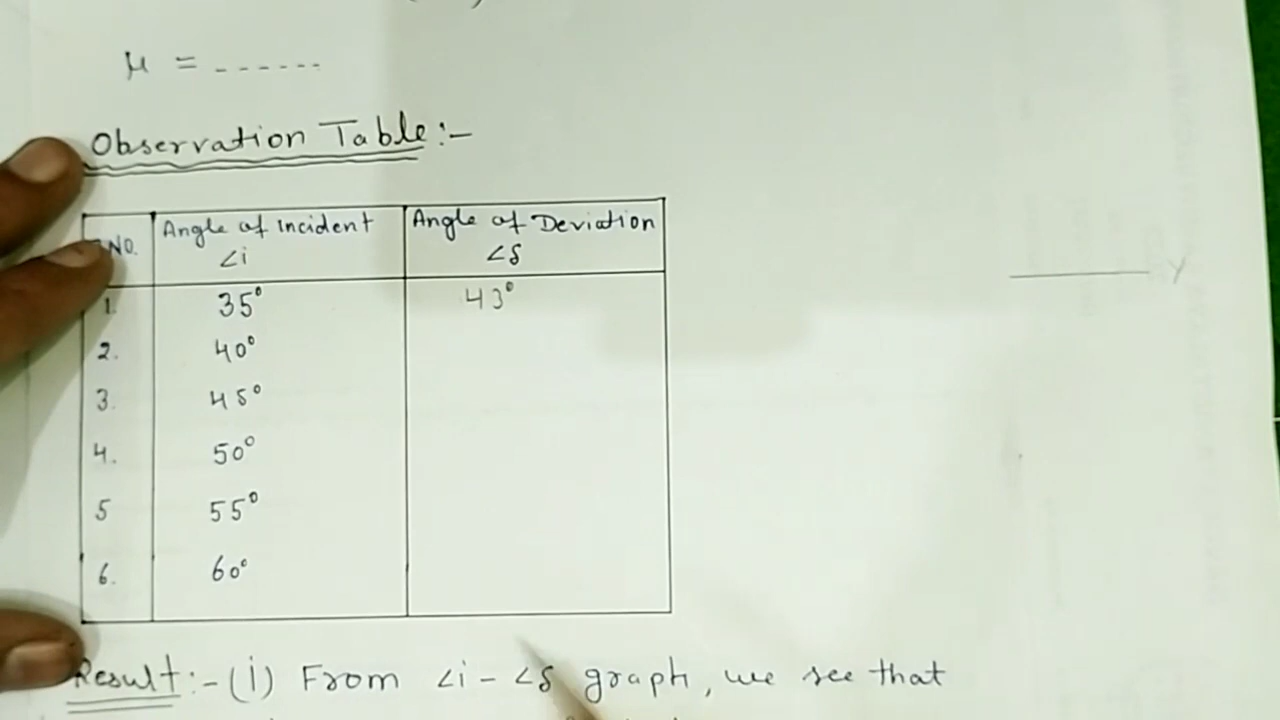 μ = ------
Observation Table:-
NO. Angle of Incident ∠i Angle of Deviation ∠δ
1. 35° 43°
2. 40°
3. 45°
4. 50°
5 55°
6. 60°
Result:- (i) From ∠i - ∠δ graph, we see that